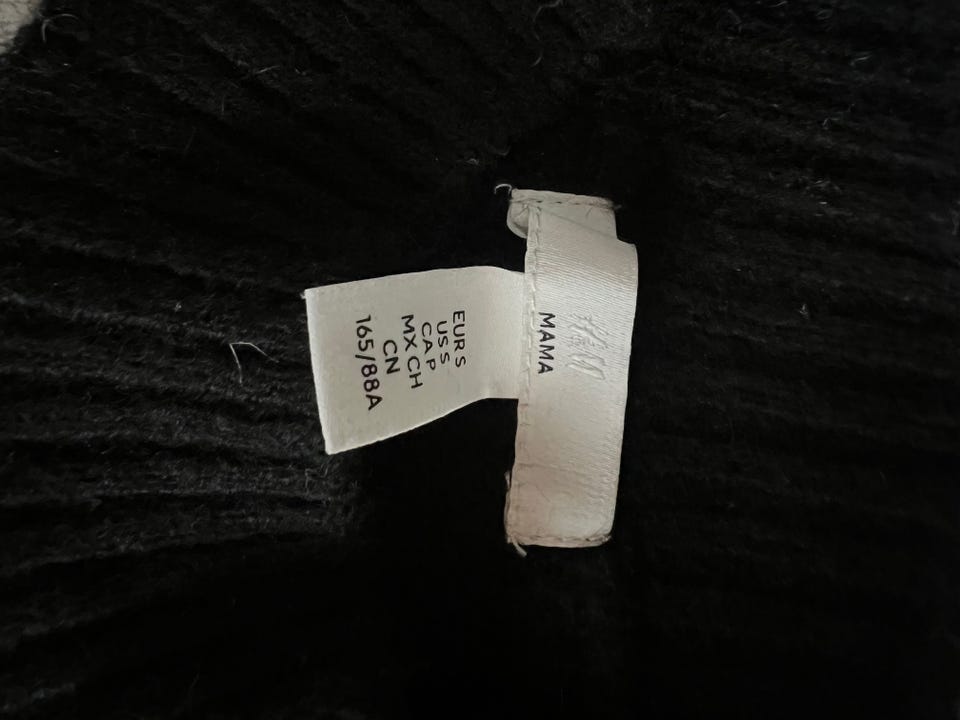 H&M
MAMA
EUR S
US S
CA P
MX CH
CN
165/88A